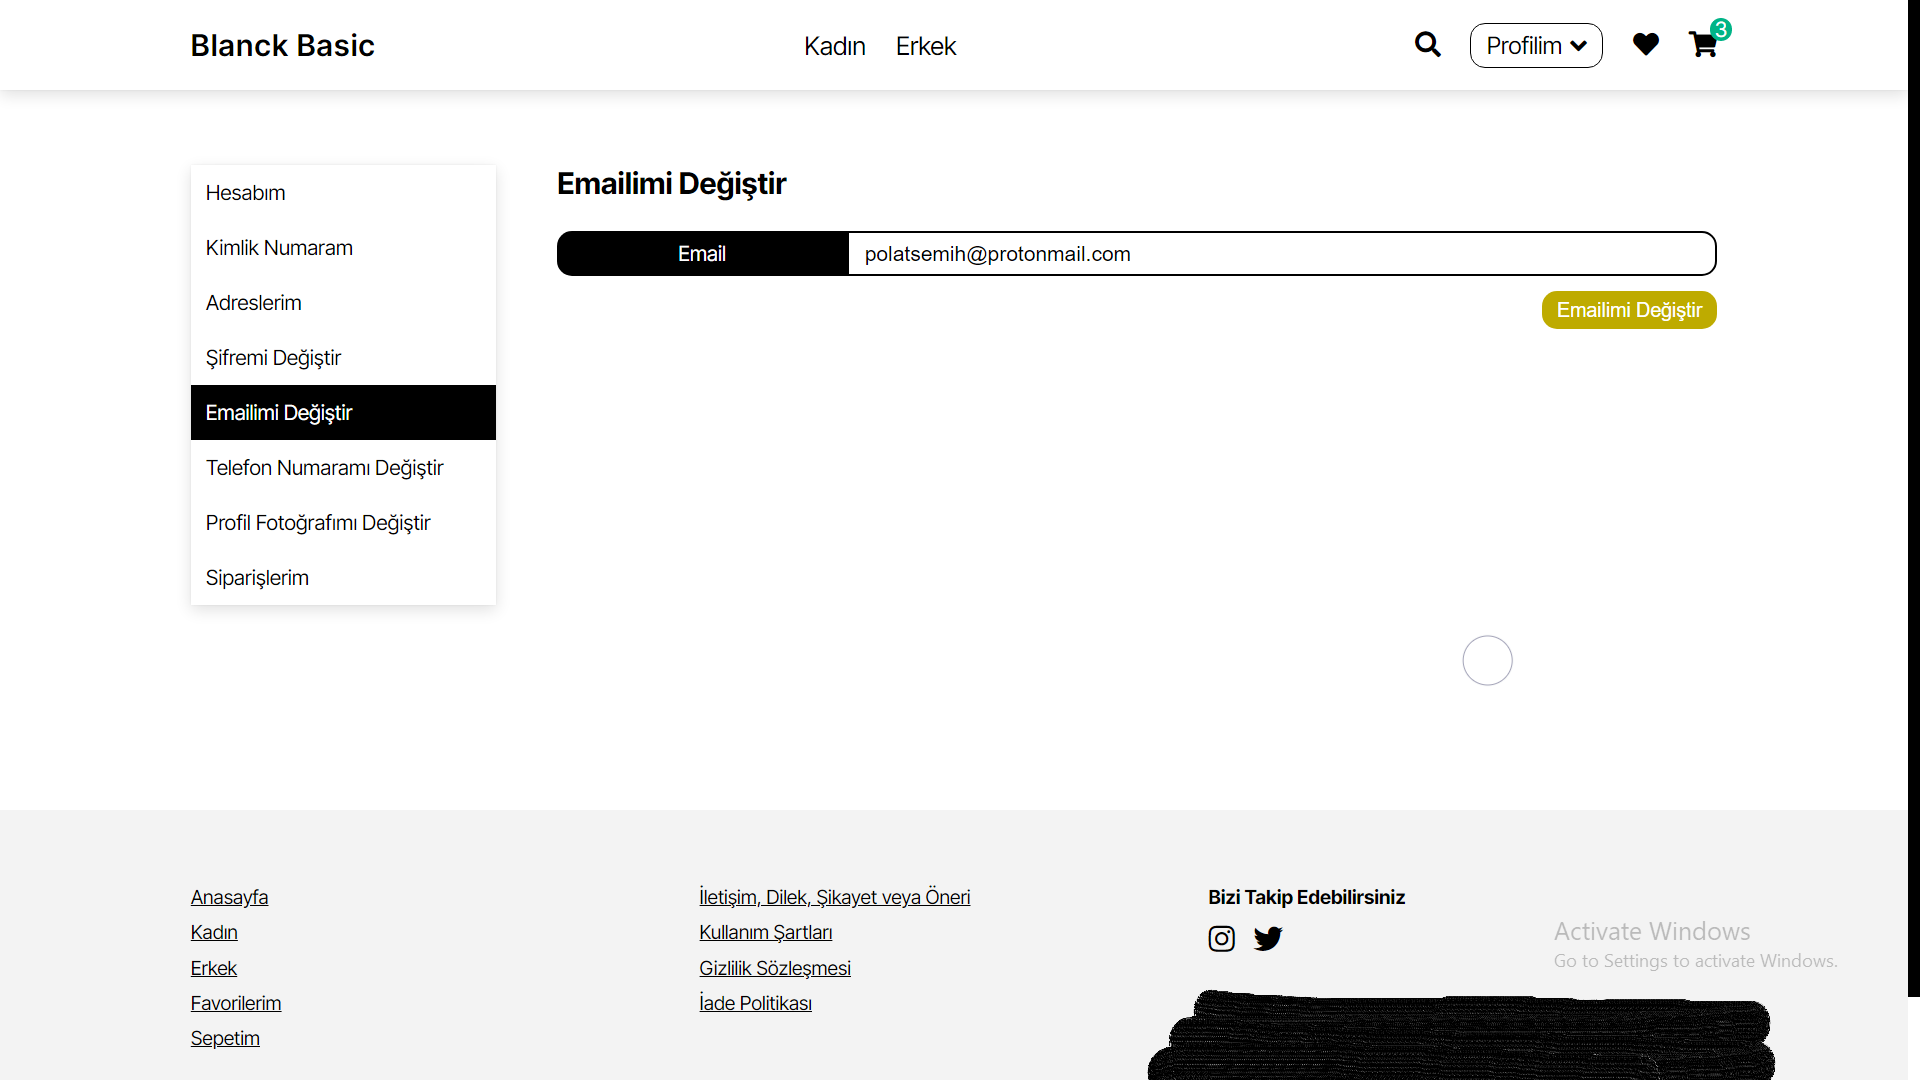 Blanck Basic
Kadın
Erkek
Profilim
3
Hesabım
Kimlik Numaram
Adreslerim
Şifremi Değiştir
Emailimi Değiştir
Telefon Numaramı Değiştir
Profil Fotoğrafımı Değiştir
Siparişlerim
Emailimi Değiştir
Email
polatsemih@protonmail.com
Emailimi Değiştir
Anasayfa
Kadın
Erkek
Favorilerim
Sepetim
İletişim, Dilek, Şikayet veya Öneri
Kullanım Şartları
Gizlilik Sözleşmesi
İade Politikası
Bizi Takip Edebilirsiniz
Activate Windows
Go to Settings to activate Windows.